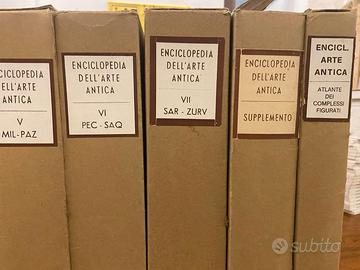 ENCICLOPEDIA
DELL'ARTE
ANTICA
V
MIL-PAZ
ENCICLOPEDIA
DELL'ARTE
ANTICA
VI
PEC-SAQ
ENCICLOPEDIA
DELL'ARTE
ANTICA
VII
SAR-ZURV
ENCICLOPEDIA
DELL'ARTE
ANTICA
SUPPLEMENTO
ENCICL. ARTE
ANTICA
ATLANTE
DEI
COMPLESSI
FIGURATI
subito